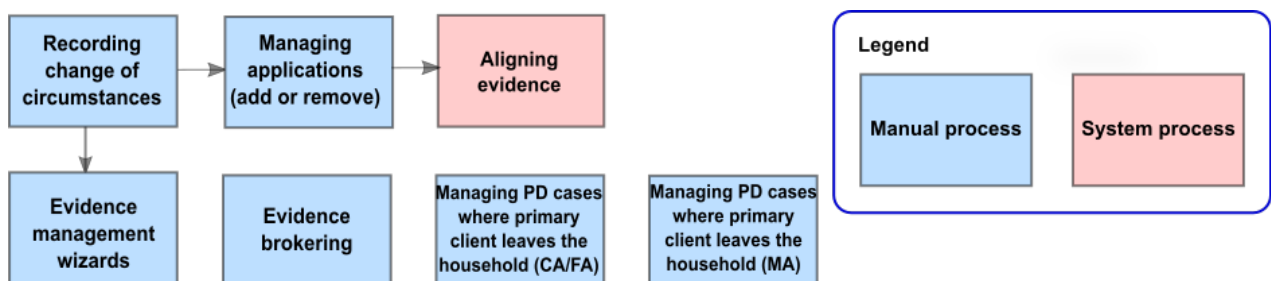 Recording
change of
circumstances
Managing
applications
(add or remove)
Aligning
evidence
Legend
Manual process
System process
Evidence
management
wizards
Evidence
brokering
Managing PD cases
where primary
client leaves the
household (CA/FA)
Managing PD cases
where primary
client leaves the
household (MA)